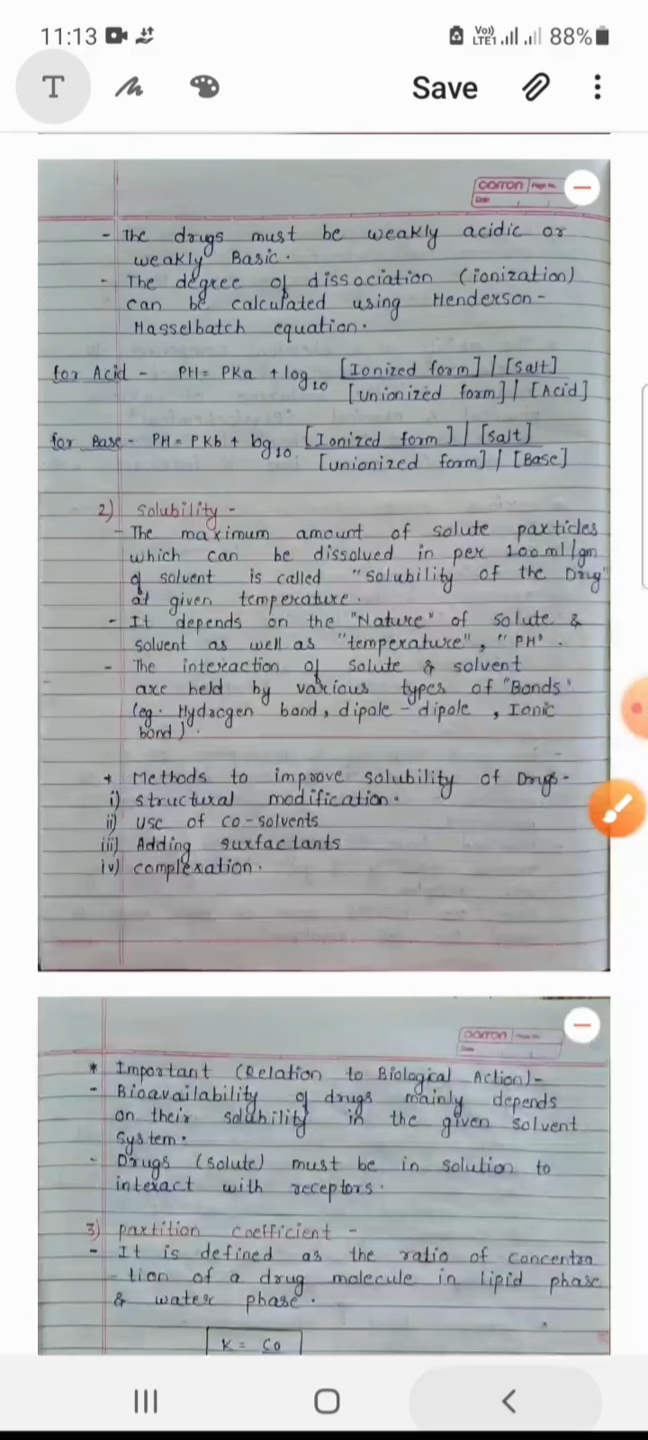 11:13
Vo)) LTE1 88%
T Save
- The drugs must be weakly acidic or
weakly Basic.
- The degree of dissociation (ionization)
can be calculated using Henderson-
Hasselbatch equation.
for Acid - PH= PKa + log10 [Ionized form] | [Salt]
[Unionized form] | [Acid]
for Base - PH = PKb + log10 [Ionized form] | [salt]
[unionized form] | [Base]
2) Solubility -
- The maximum amount of solute particles
which can be dissolved in per 100ml/gm
of solvent is called "solubility of the Drug"
at given temperature.
- It depends on the "Nature" of solute &
solvent as well as "temperature", "PH".
- The interaction of solute & solvent
are held by various types of "Bonds"
(eg. Hydrogen bond, dipole - dipole, Ionic
bond).
* Methods to improve solubility of Drugs-
i) structural modification.
ii) use of co-solvents
iii) Adding surfactants
iv) complexation.
* Important (Relation to Biological Action)-
- Bioavailability of drugs mainly depends
on their solubility in the given solvent
system.
- Drugs (solute) must be in solution to
interact with receptors.
3) partition coefficient -
- It is defined as the ratio of concentra
- tion of a drug molecule in lipid phase
& water phase.
K = Co